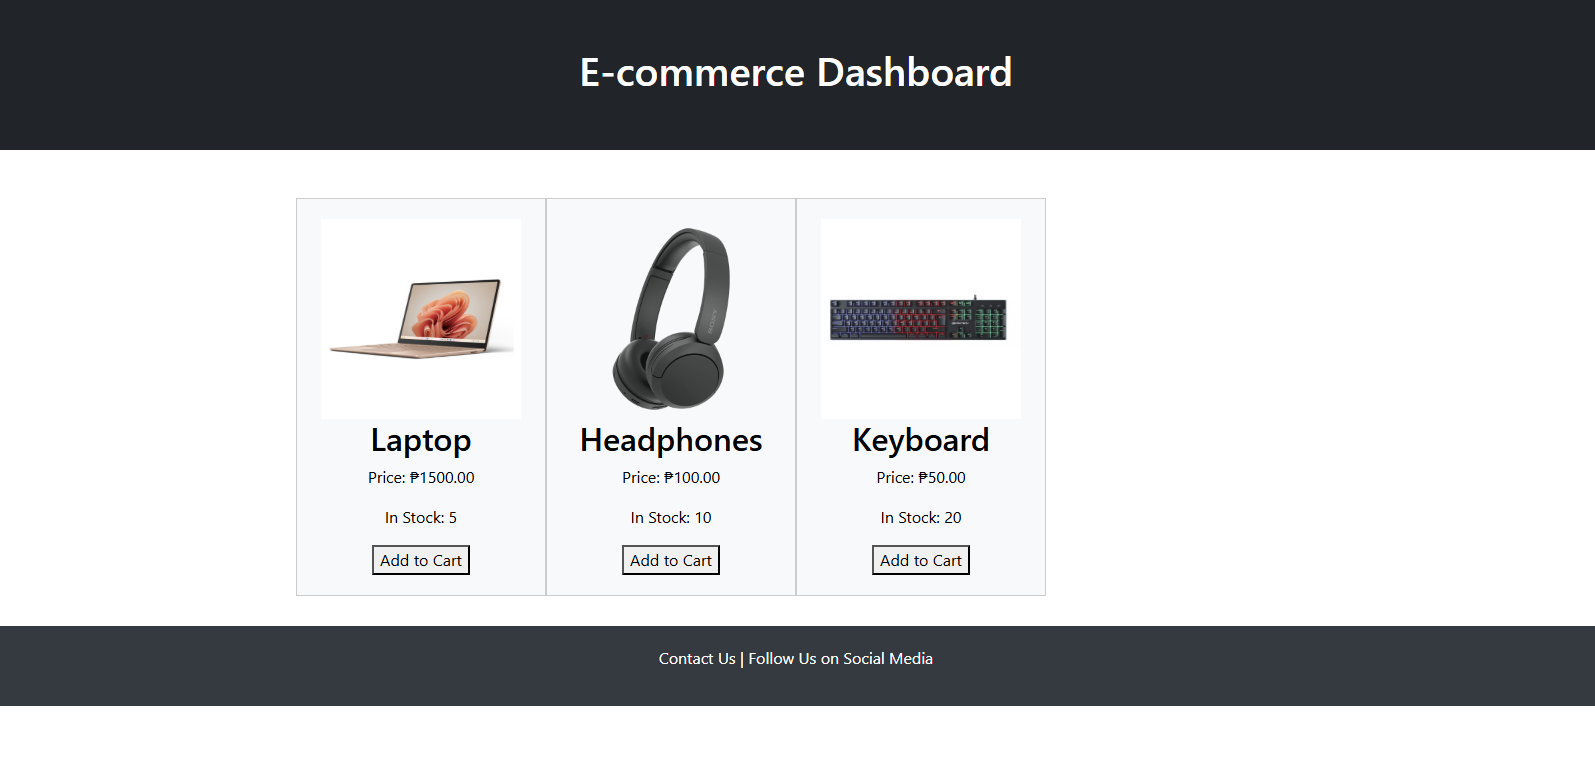 E-commerce Dashboard
Laptop
Price: ₱1500.00
In Stock: 5
Add to Cart
Headphones
Price: ₱100.00
In Stock: 10
Add to Cart
Keyboard
Price: ₱50.00
In Stock: 20
Add to Cart
Contact Us | Follow Us on Social Media